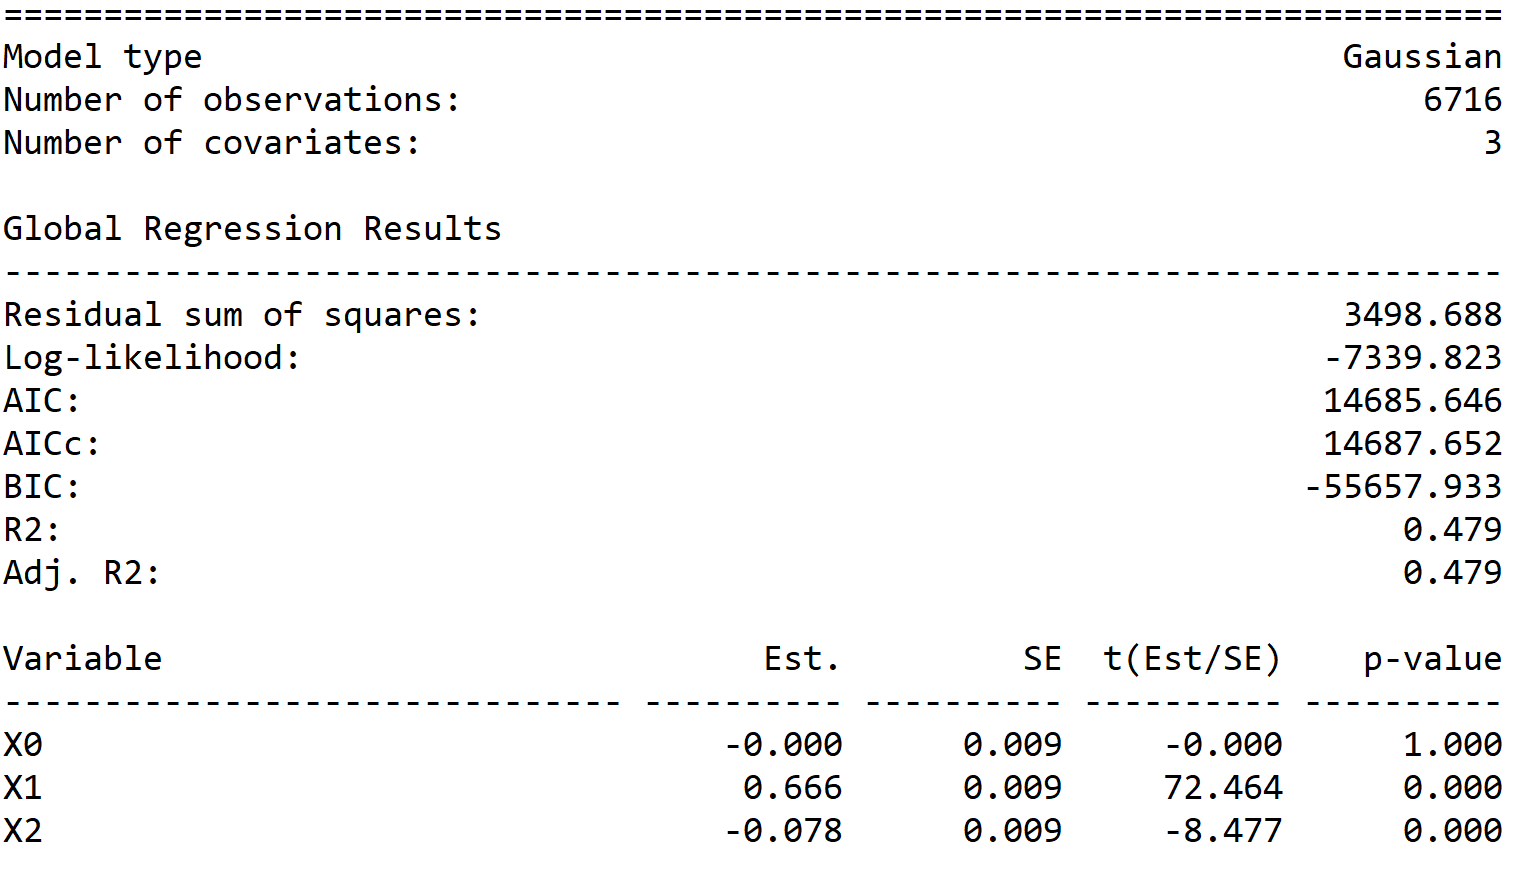 ===========================================================================
Model type                                                         Gaussian
Number of observations:                                                6716
Number of covariates:                                                     3

Global Regression Results
---------------------------------------------------------------------------
Residual sum of squares:                                           3498.688
Log-likelihood:                                                   -7339.823
AIC:                                                              14685.646
AICc:                                                             14687.652
BIC:                                                             -55657.933
R2:                                                                   0.479
Adj. R2:                                                              0.479

Variable                              Est.         SE  t(Est/SE)    p-value
------------------------------- ---------- ---------- ---------- ----------
X0                                  -0.000      0.009     -0.000      1.000
X1                                   0.666      0.009     72.464      0.000
X2                                  -0.078      0.009     -8.477      0.000